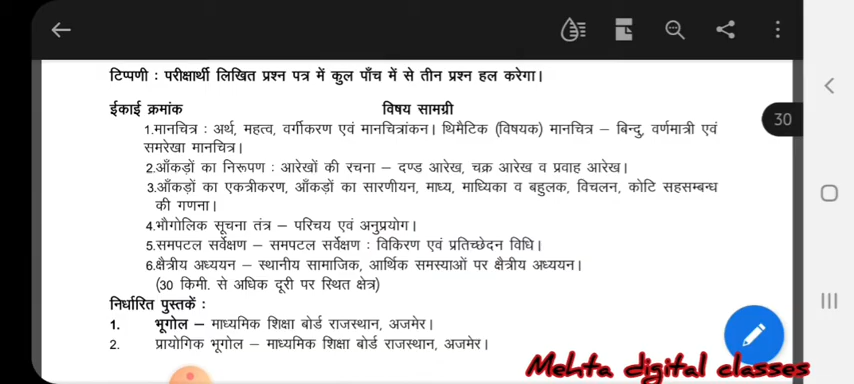 टिप्पणी : परीक्षार्थी लिखित प्रश्न पत्र में कुल पाँच में से तीन प्रश्न हल करेगा।
ईकाई क्रमांक विषय सामग्री
1.मानचित्र : अर्थ, महत्व, वर्गीकरण एवं मानचित्रांकन। थिमैटिक (विषयक) मानचित्र – बिन्दु, वर्णमात्री एवं
समरेखा मानचित्र।
2.आँकड़ों का निरूपण : आरेखों की रचना – दण्ड आरेख, चक्र आरेख व प्रवाह आरेख।
3.आँकड़ों का एकत्रीकरण, आँकड़ों का सारणीयन, माध्य, माध्यिका व बहुलक, विचलन, कोटि सहसम्बन्ध
की गणना।
4.भौगोलिक सूचना तंत्र – परिचय एवं अनुप्रयोग।
5.समपटल सर्वेक्षण – समपटल सर्वेक्षण : विकिरण एवं प्रतिच्छेदन विधि।
6.क्षैत्रीय अध्ययन – स्थानीय सामाजिक, आर्थिक समस्याओं पर क्षैत्रीय अध्ययन।
(30 किमी. से अधिक दूरी पर स्थित क्षेत्र)
निर्धारित पुस्तकें :
1. भूगोल – माध्यमिक शिक्षा बोर्ड राजस्थान, अजमेर।
2. प्रायोगिक भूगोल – माध्यमिक शिक्षा बोर्ड राजस्थान, अजमेर।
30
Mehta digital classes